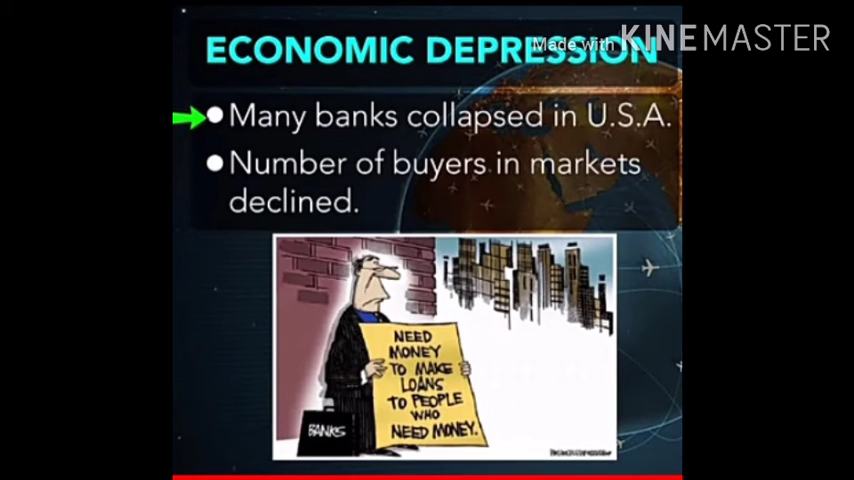 ECONOMIC DEPRESSION
Made with KINEMASTER
Many banks collapsed in U.S.A.
Number of buyers in markets
declined.
NEED
MONEY
TO MAKE
LOANS
TO PEOPLE
WHO
NEED MONEY.
BANKS